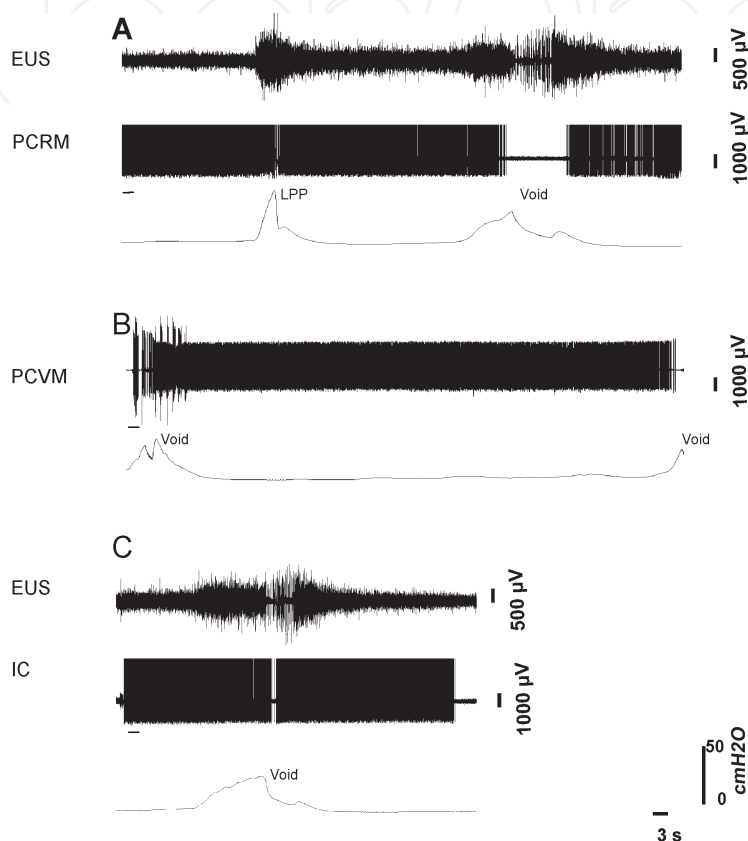 A
EUS
500 µV
PCRM
1000 µV
LPP
Void
B
PCVM
1000 µV
Void
Void
C
EUS
500 µV
IC
1000 µV
Void
50
0
cmH2O
3 s